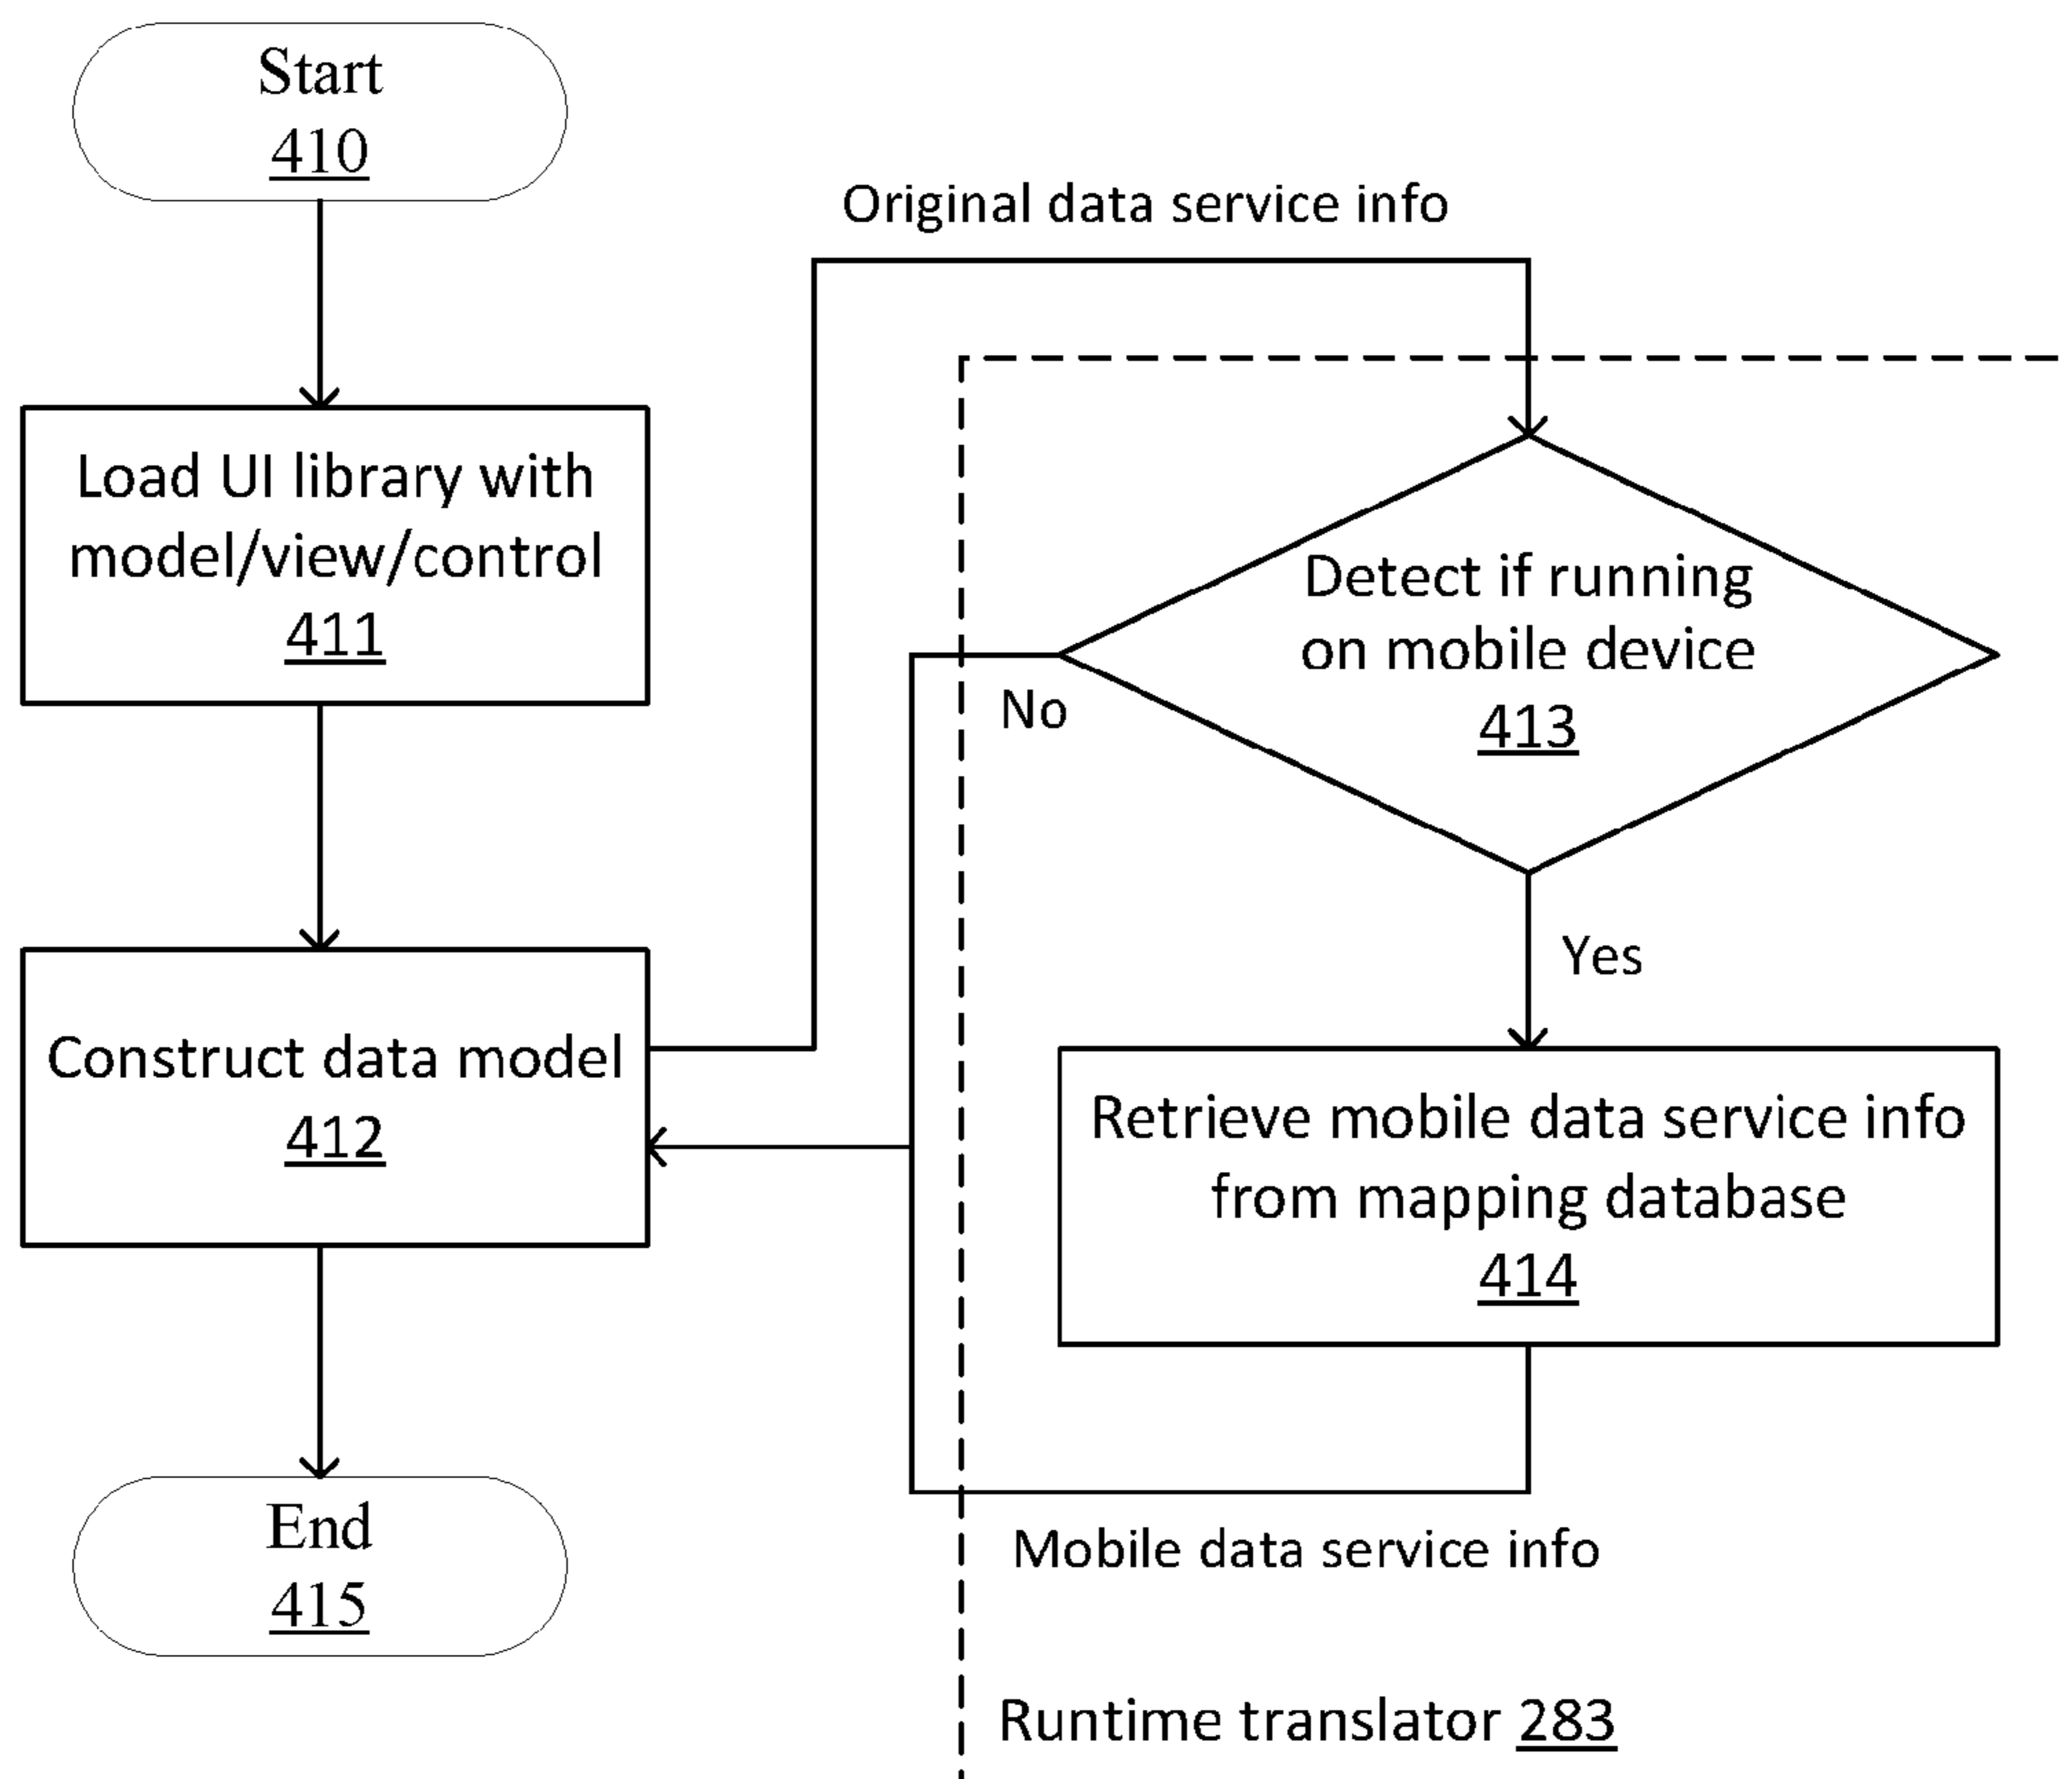 Start
410
Original data service info
Load UI library with
model/view/control
411
Detect if running
on mobile device
413
No
Yes
Construct data model
412
Retrieve mobile data service info
from mapping database
414
Mobile data service info
End
415
Runtime translator 283